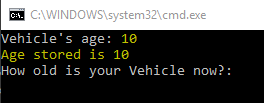 C:\WINDOWS\system32\cmd.exe
Vehicle's age: 10
Age stored is 10
How old is your Vehicle now?: